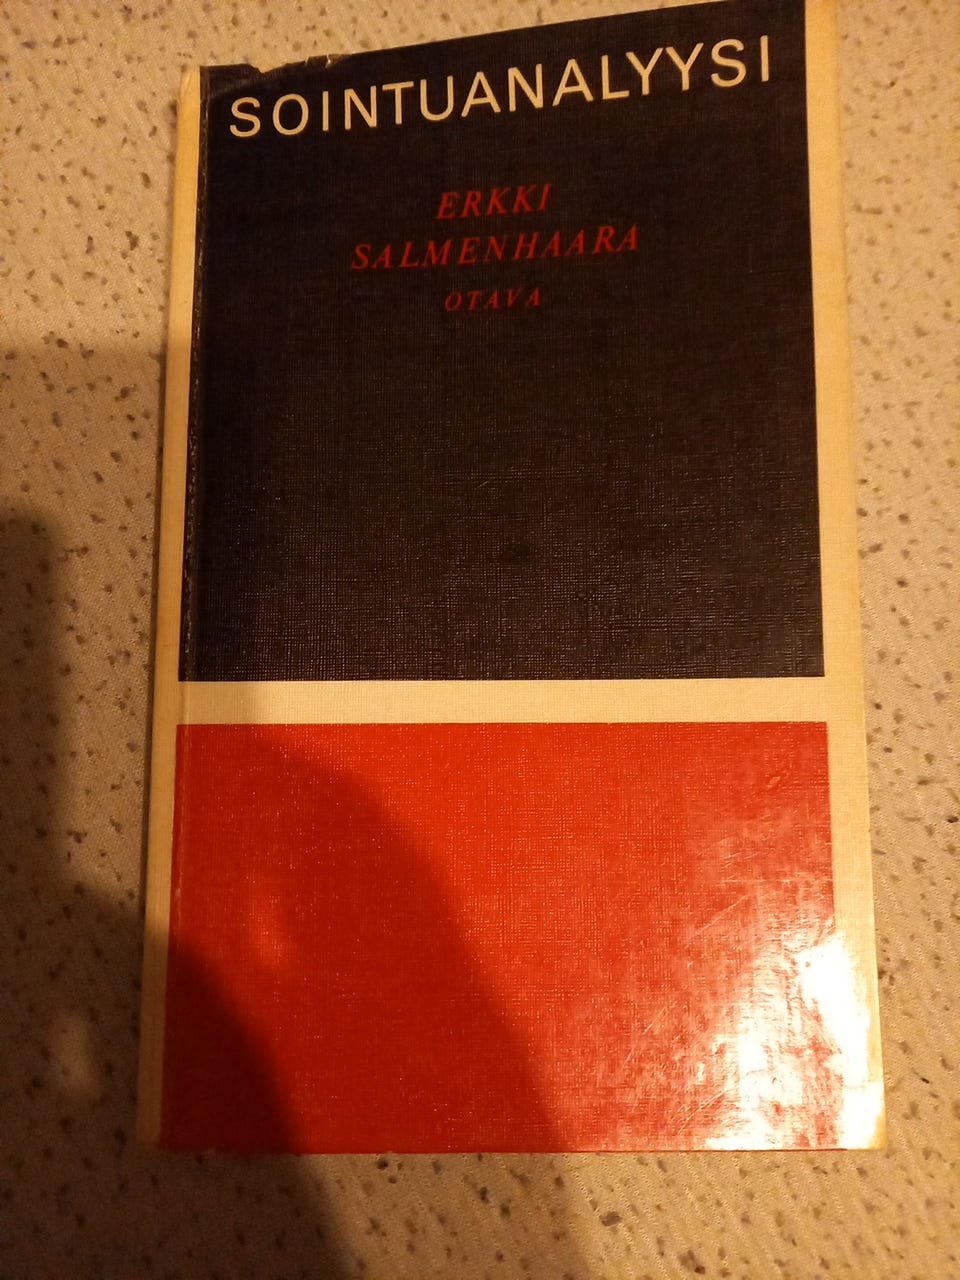 SOINTUANALYYSI
ERKKI
SALMENHAARA
OTAVA